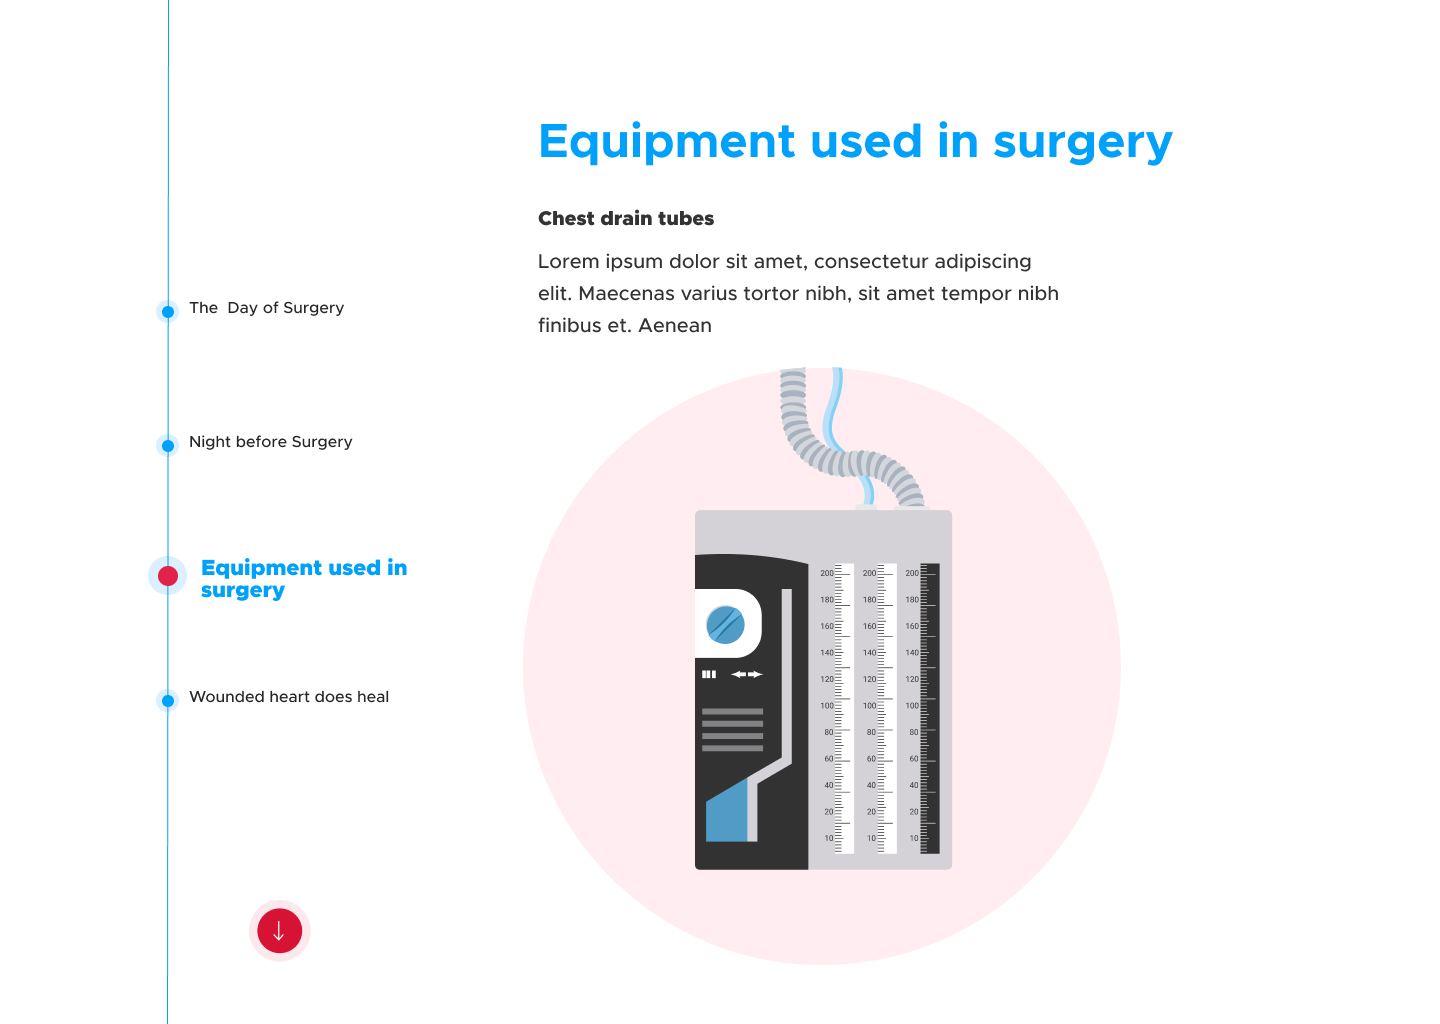 Equipment used in surgery
Chest drain tubes
Lorem ipsum dolor sit amet, consectetur adipiscing
elit. Maecenas varius tortor nibh, sit amet tempor nibh
finibus et. Aenean
The  Day of Surgery
Night before Surgery
Equipment used in
surgery
Wounded heart does heal
200 200 200
180 180 180
160 160 160
140 140 140
120 120 120
100 100 100
80 80 80
60 60 60
40 40 40
20 20 20
10 10 10